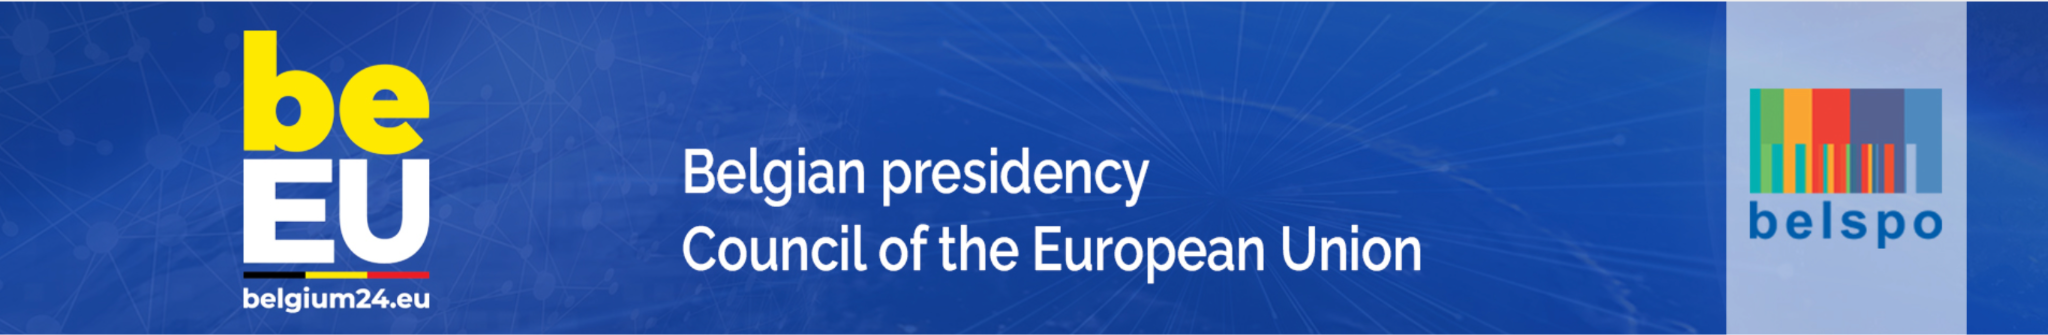 be
EU
belgium24.eu
Belgian presidency
Council of the European Union
belspo